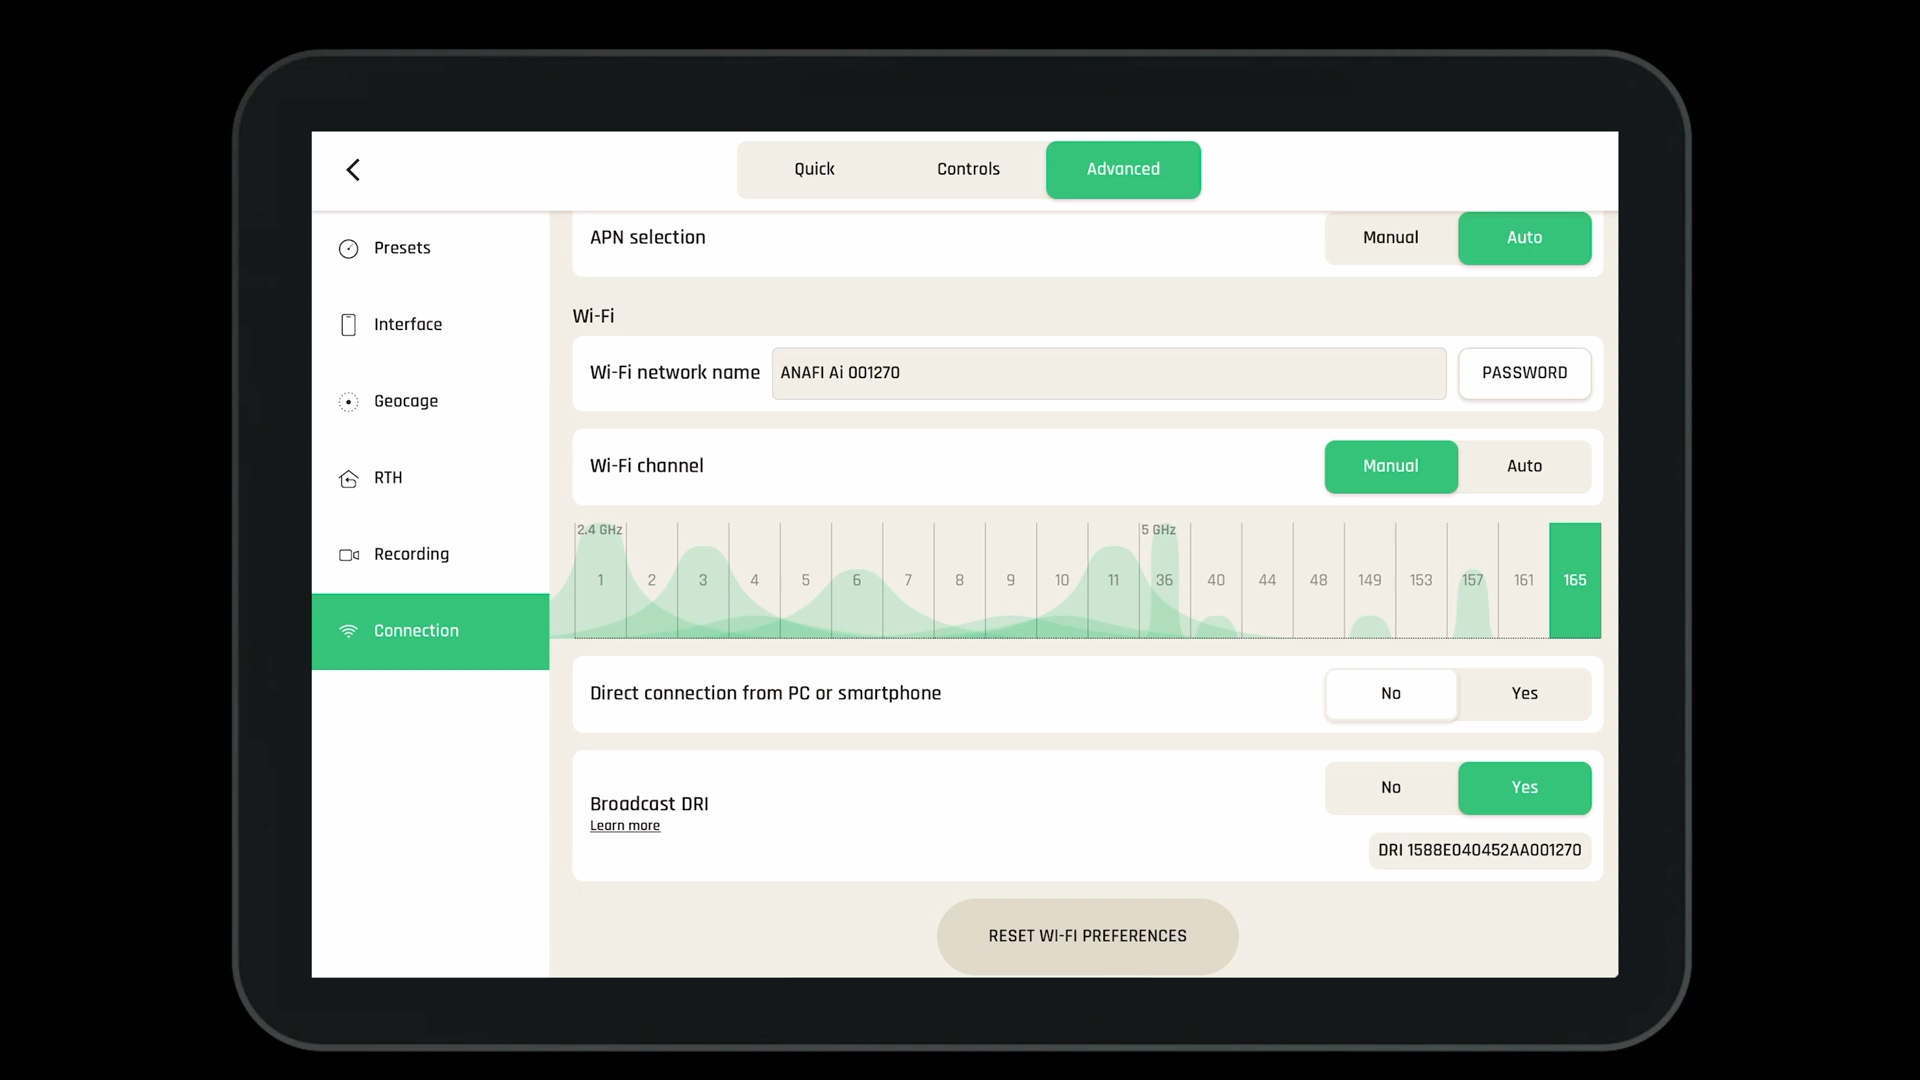 Quick Controls Advanced
Presets
Interface
Geocage
RTH
Recording
Connection
APN selection Manual Auto
Wi-Fi
Wi-Fi network name ANAFI Ai 001270 PASSWORD
Wi-Fi channel Manual Auto
2.4 GHz 5 GHz
1 2 3 4 5 6 7 8 9 10 11 36 40 44 48 149 153 157 161 165
Direct connection from PC or smartphone No Yes
Broadcast DRI No Yes
Learn more
DRI 1588E040452AA001270
RESET WI-FI PREFERENCES